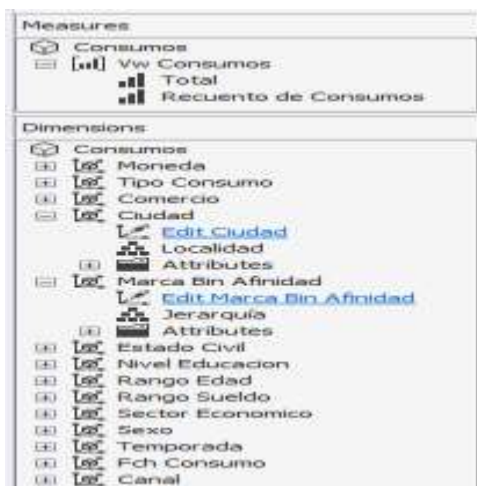 Measures
Consumos
Vw Consumos
Total
Recuento de Consumos
Dimensions
Consumos
Moneda
Tipo Consumo
Comercio
Ciudad
Edit Ciudad
Localidad
Attributes
Marca Bin Afinidad
Edit Marca Bin Afinidad
Jerarquía
Attributes
Estado Civil
Nivel Educacion
Rango Edad
Rango Sueldo
Sector Economico
Sexo
Temporada
Fch Consumo
Canal